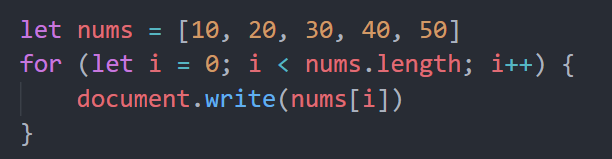 let nums = [10, 20, 30, 40, 50]
for (let i = 0; i < nums.length; i++) {
    document.write(nums[i])
}